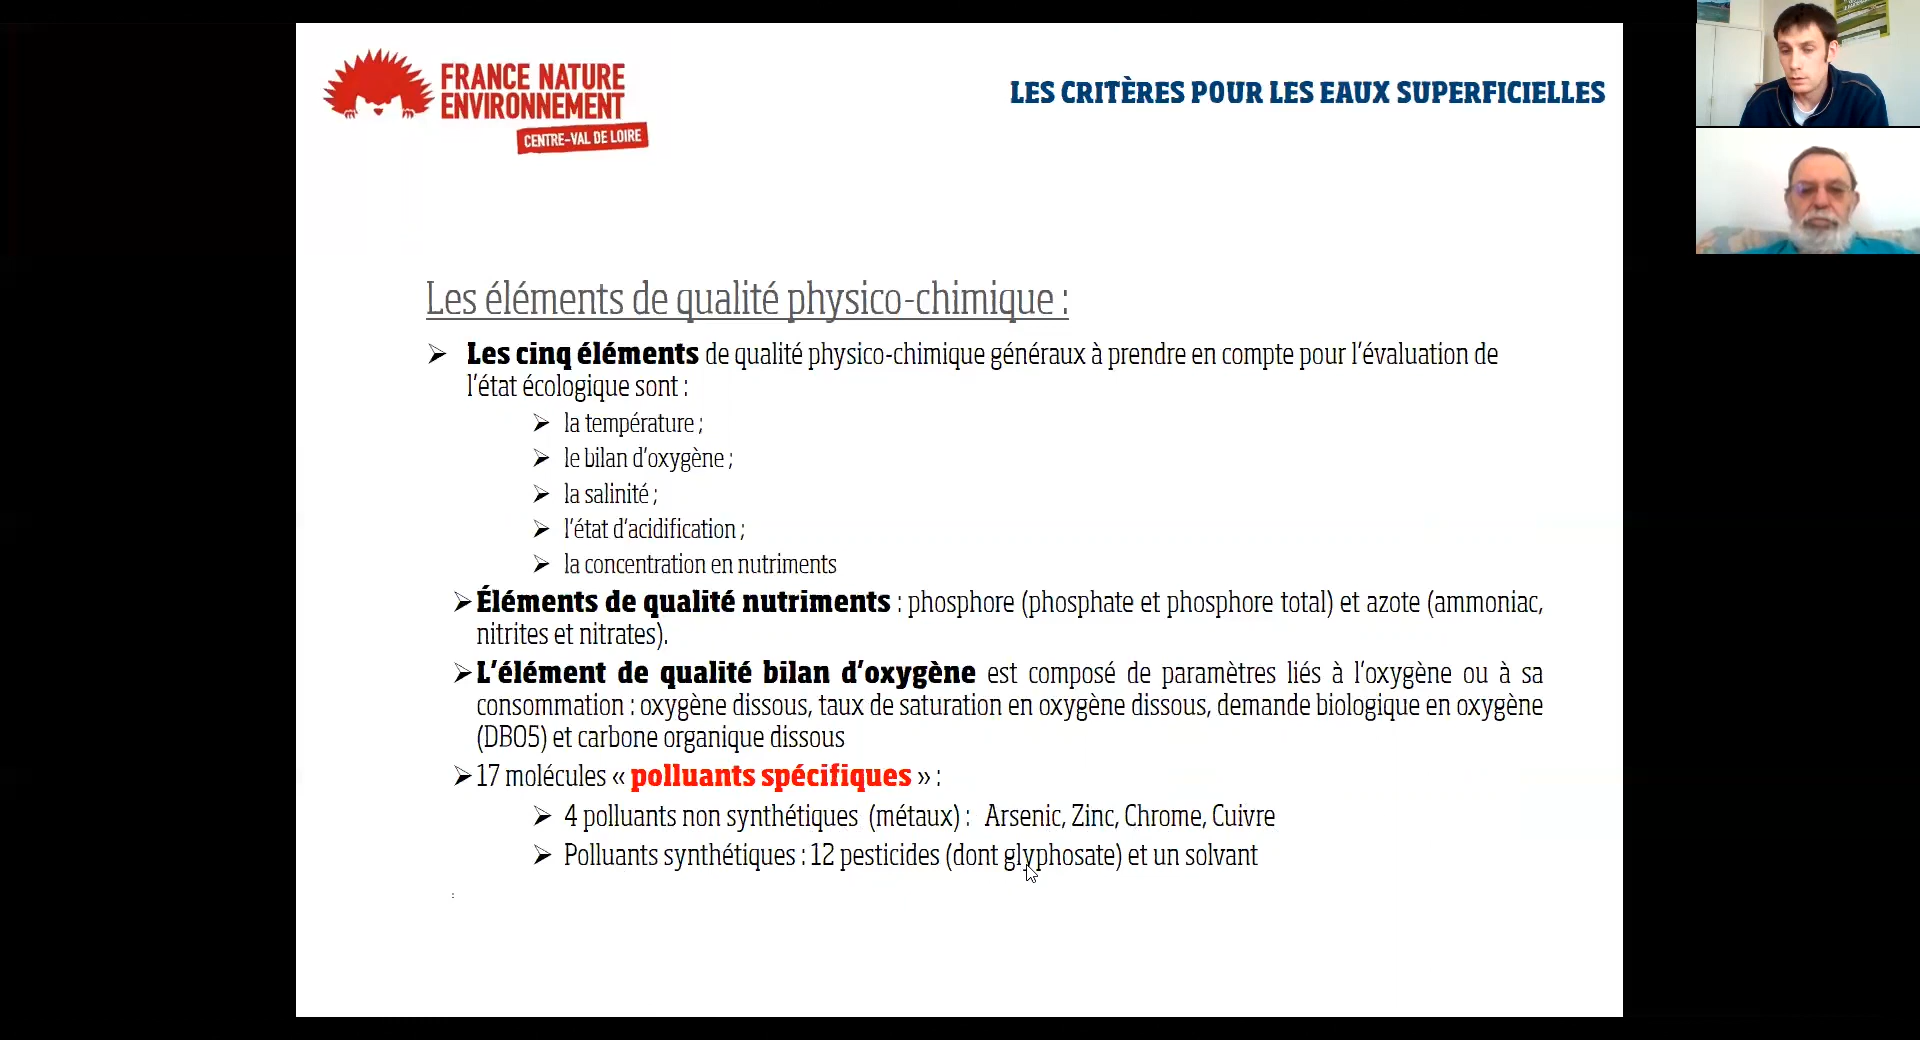 FRANCE NATURE
ENVIRONNEMENT
CENTRE-VAL DE LOIRE
LES CRITÈRES POUR LES EAUX SUPERFICIELLES
Les éléments de qualité physico-chimique :
➢ Les cinq éléments de qualité physico-chimique généraux à prendre en compte pour l'évaluation de
l'état écologique sont :
➢ la température ;
➢ le bilan d'oxygène ;
➢ la salinité ;
➢ l'état d'acidification ;
➢ la concentration en nutriments
➢ Éléments de qualité nutriments : phosphore (phosphate et phosphore total) et azote (ammoniac,
nitrites et nitrates).
➢ L'élément de qualité bilan d'oxygène est composé de paramètres liés à l'oxygène ou à sa
consommation : oxygène dissous, taux de saturation en oxygène dissous, demande biologique en oxygène
(DBO5) et carbone organique dissous
➢ 17 molécules « polluants spécifiques » :
➢ 4 polluants non synthétiques (métaux) : Arsenic, Zinc, Chrome, Cuivre
➢ Polluants synthétiques : 12 pesticides (dont glyphosate) et un solvant
: